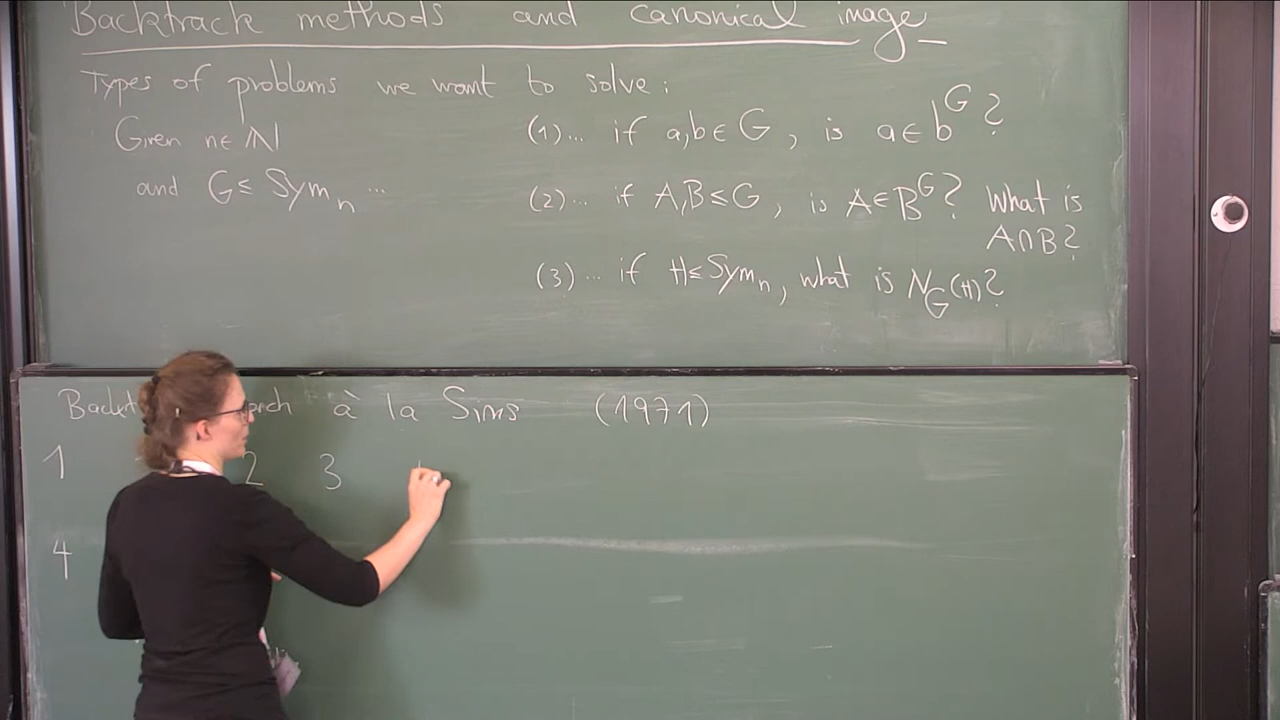 Backtrack methods and canonical image
Types of problems we want to solve:
Given n∈ℕ
and G≤ Sym_n ...
(1)... if a,b∈G, is a∈b^G?
(2)... if A,B≤G, is A∈B^G? What is
A∩B?
(3)... if H≤Sym_n, what is N_G(H)?
à la Sims (1971)
1 2 3
4